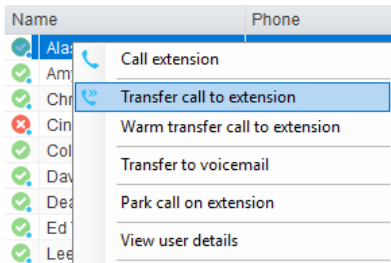 Name Phone
Ala
Call extension
Am
Chr
Transfer call to extension
Cin
Warm transfer call to extension
Col
Transfer to voicemail
Dav
Dea
Park call on extension
Ed
View user details
Lee